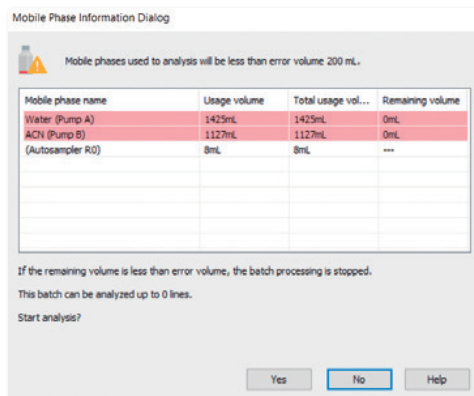 Mobile Phase Information Dialog
Mobile phases used to analysis will be less than error volume 200 mL.
Mobile phase name Usage volume Total usage vol... Remaining volume
Water (Pump A) 1425mL 1425mL 0mL
ACN (Pump B) 1127mL 1127mL 0mL
(Autosampler R0) 8mL 8mL ---
If the remaining volume is less than error volume, the batch processing is stopped.
This batch can be analyzed up to 0 lines.
Start analysis?
Yes No Help